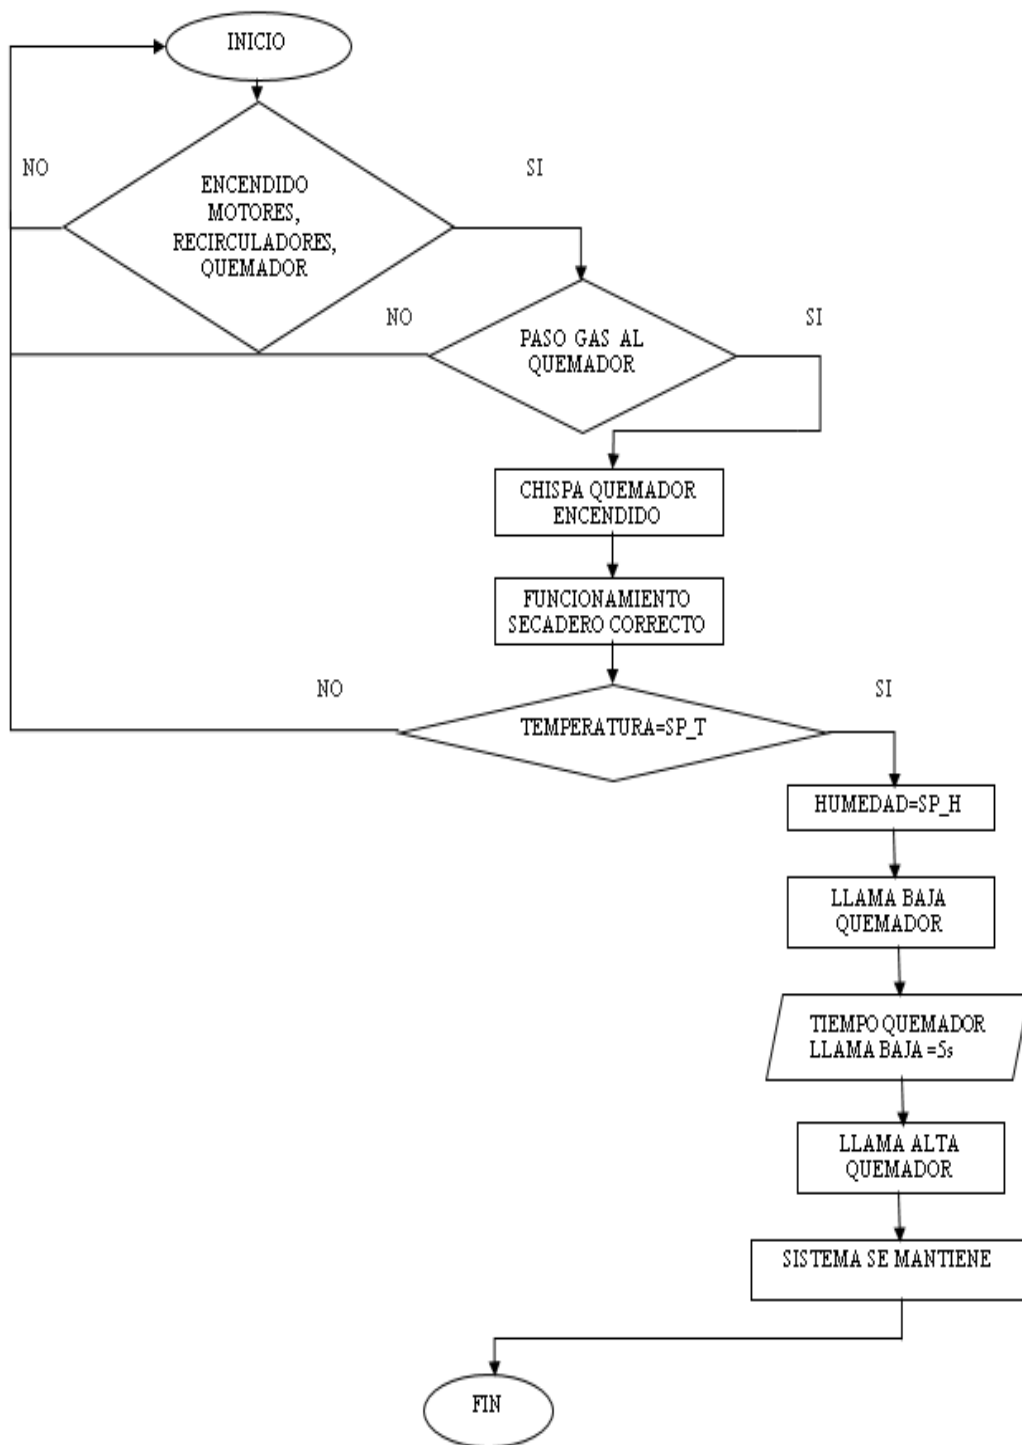 INICIO
NO
SI
ENCENDIDO
MOTORES,
RECIRCULADORES,
QUEMADOR
NO
SI
PASO GAS AL
QUEMADOR
CHISPA QUEMADOR
ENCENDIDO
FUNCIONAMIENTO
SECADERO CORRECTO
NO
SI
TEMPERATURA=SP_T
HUMEDAD=SP_H
LLAMA BAJA
QUEMADOR
TIEMPO QUEMADOR
LLAMA BAJA =5s
LLAMA ALTA
QUEMADOR
SISTEMA SE MANTIENE
FIN